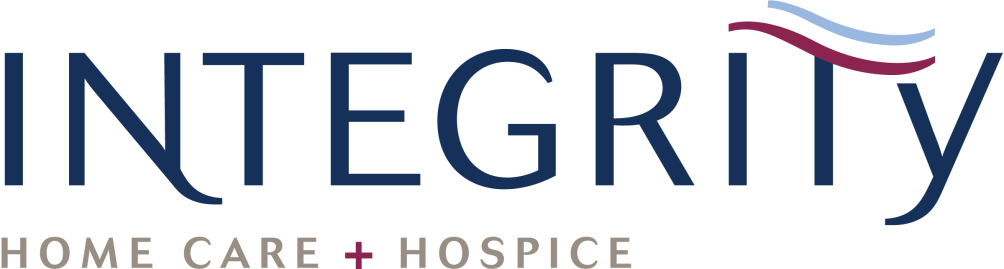 INTEGRITy
HOME CARE + HOSPICE